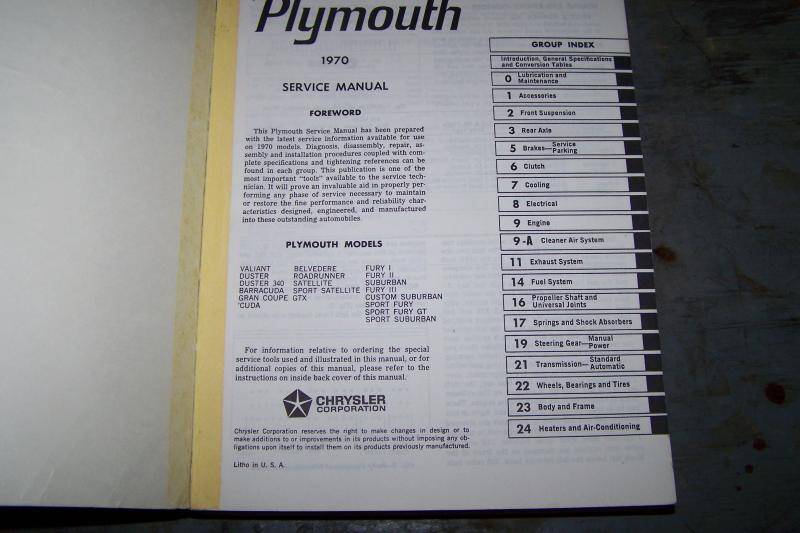 Plymouth
1970
SERVICE MANUAL
FOREWORD
This Plymouth Service Manual has been prepared
with the latest service information available for use
on 1970 models. Diagnosis, disassembly, repair, as-
sembly and installation procedures coupled with com-
plete specifications and tightening references can be
found in each group. This publication is one of the
most important "tools" available to the service tech-
nician. It will prove an invaluable aid in properly per-
forming any phase of service necessary to maintain
or restore the fine performance and reliability char-
acteristics designed, engineered, and manufactured
into these outstanding automobiles.
PLYMOUTH MODELS
VALIANT BELVEDERE FURY I
DUSTER ROADRUNNER FURY II
DUSTER 340 SATELLITE SUBURBAN
BARRACUDA SPORT SATELLITE FURY III
GRAN COUPE GTX CUSTOM SUBURBAN
'CUDA SPORT FURY
SPORT FURY GT
SPORT SUBURBAN
For information relative to ordering the special
service tools used and illustrated in this manual, or for
additional copies of this manual, please refer to the
instructions on inside back cover of this manual.
CHRYSLER
CORPORATION
Chrysler Corporation reserves the right to make changes in design or to
make additions to or improvements in its products without imposing any ob-
ligations upon itself to install them on its products previously manufactured.
Litho in U. S. A.
GROUP INDEX
Introduction, General Specifications
and Conversion Tables
0 Lubrication and
Maintenance
1 Accessories
2 Front Suspension
3 Rear Axle
5 Brakes—Service
Parking
6 Clutch
7 Cooling
8 Electrical
9 Engine
9-A Cleaner Air System
11 Exhaust System
14 Fuel System
16 Propeller Shaft and
Universal Joints
17 Springs and Shock Absorbers
19 Steering Gear—Manual
Power
21 Transmission—Standard
Automatic
22 Wheels, Bearings and Tires
23 Body and Frame
24 Heaters and Air-Conditioning